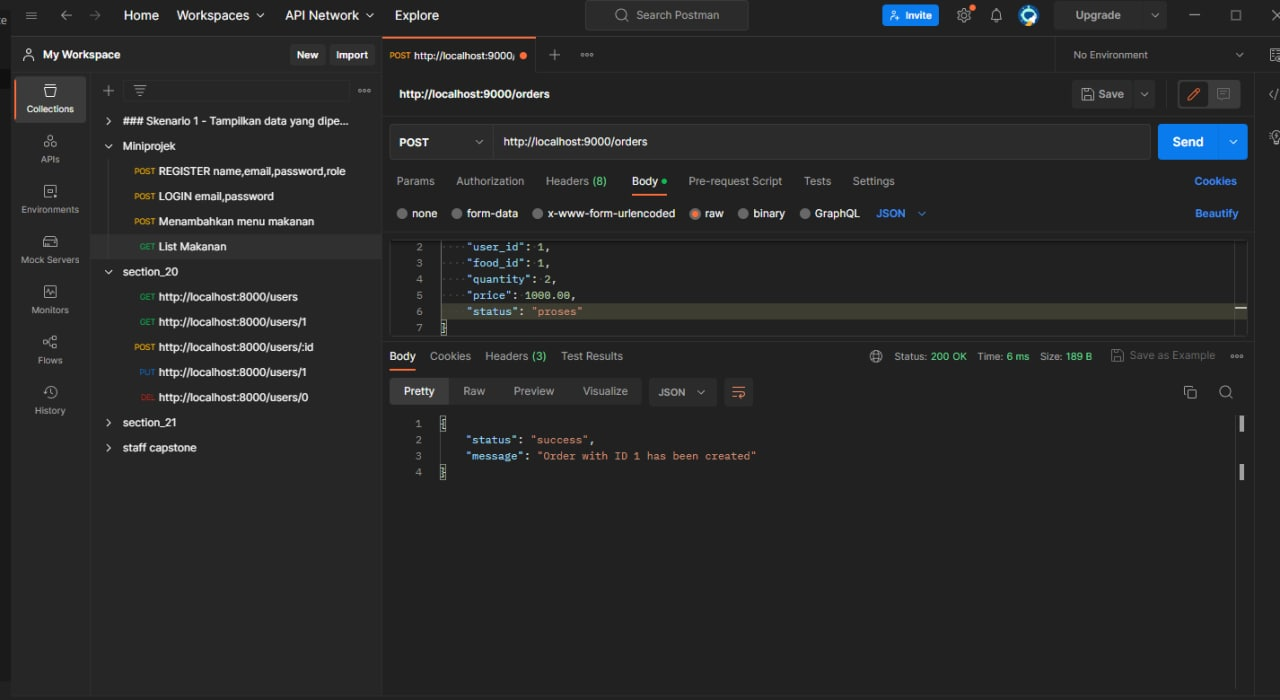 Home Workspaces API Network Explore Search Postman Invite Upgrade
My Workspace New Import POST http://localhost:9000/ No Environment
http://localhost:9000/orders Save
Collections
APIs
Environments
Mock Servers
Monitors
Flows
History
### Skenario 1 - Tampilkan data yang dipe...
Miniprojek
POST REGISTER name,email,password,role
POST LOGIN email,password
POST Menambahkan menu makanan
GET List Makanan
section_20
GET http://localhost:8000/users
GET http://localhost:8000/users/1
POST http://localhost:8000/users/:id
PUT http://localhost:8000/users/1
DEL http://localhost:8000/users/0
section_21
staff capstone
POST http://localhost:9000/orders Send
Params Authorization Headers (8) Body Pre-request Script Tests Settings Cookies
none form-data x-www-form-urlencoded raw binary GraphQL JSON Beautify
2 "user_id": 1,
3 "food_id": 1,
4 "quantity": 2,
5 "price": 1000.00,
6 "status": "proses"
7 }
Body Cookies Headers (3) Test Results Status: 200 OK Time: 6 ms Size: 189 B Save as Example
Pretty Raw Preview Visualize JSON
1 {
2 "status": "success",
3 "message": "Order with ID 1 has been created"
4 }